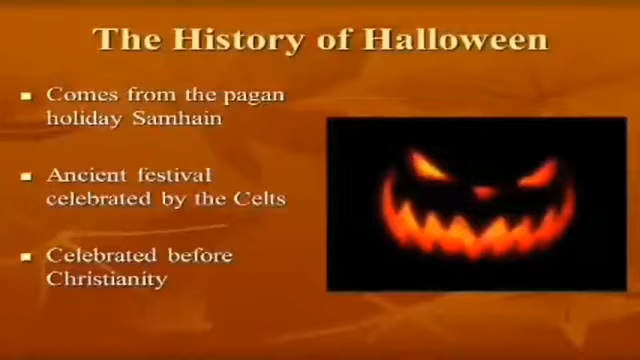 The History of Halloween
Comes from the pagan
holiday Samhain
Ancient festival
celebrated by the Celts
Celebrated before
Christianity